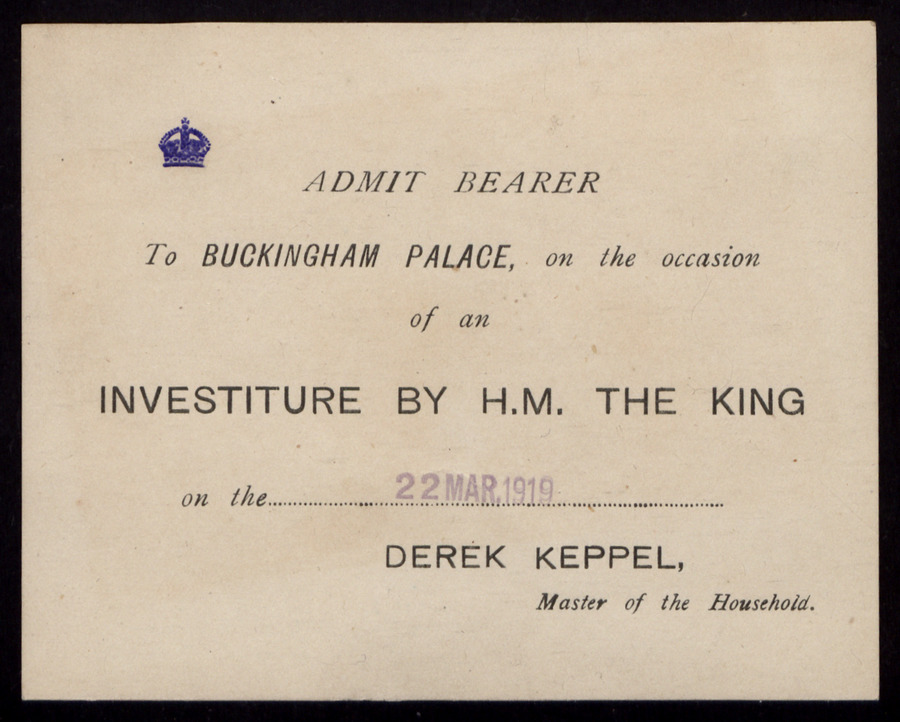 ADMIT BEARER
To BUCKINGHAM PALACE, on the occasion
of an
INVESTITURE BY H.M. THE KING
on the 22 MAR. 1919
DEREK KEPPEL,
Master of the Household.